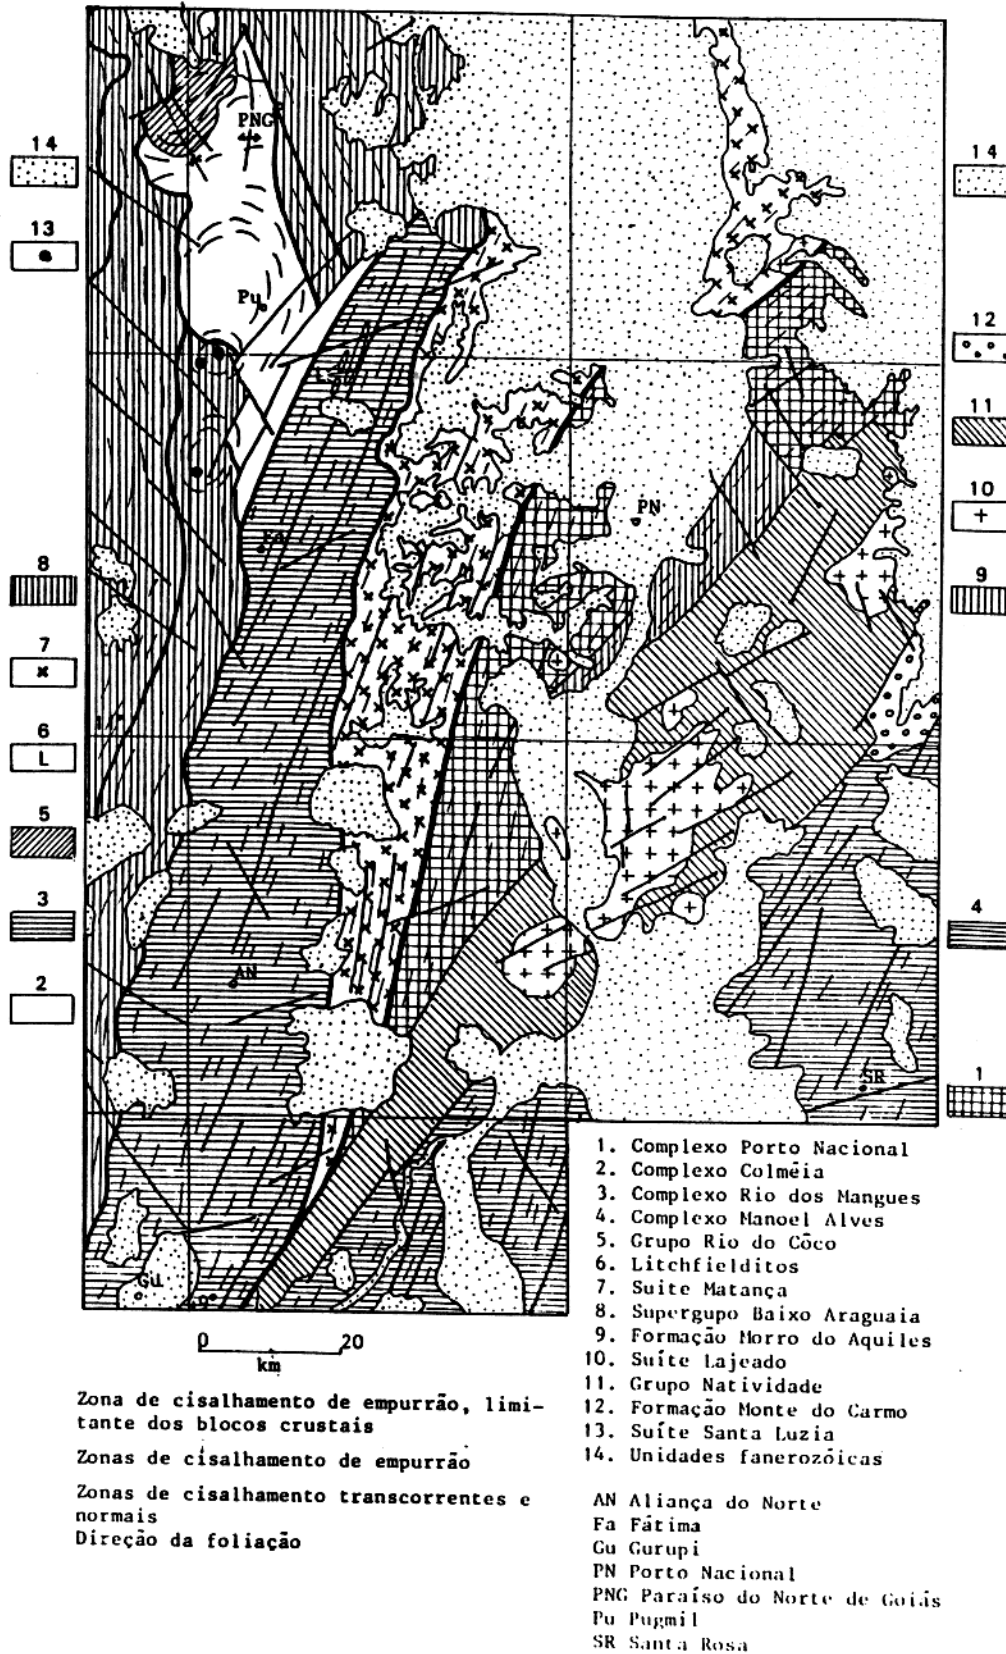 PNG
14
14
13
Pu
12
11
10
PN
9
8
7
6
L
5
3
4
AN
2
SR
1
Gu
0 20
km
1. Complexo Porto Nacional
2. Complexo Colméia
3. Complexo Rio dos Mangues
4. Complexo Manoel Alves
5. Grupo Rio do Côco
6. Litchfielditos
7. Suite Matança
8. Supergupo Baixo Araguaia
9. Formação Morro do Aquiles
10. Suíte Lajeado
11. Grupo Natividade
12. Formação Monte do Carmo
13. Suíte Santa Luzia
14. Unidades fanerozóicas
Zona de cisalhamento de empurrão, limi-
tante dos blocos crustais
Zonas de cisalhamento de empurrão
Zonas de cisalhamento transcorrentes e
normais
Direção da foliação
AN Aliança do Norte
Fa Fátima
Gu Gurupi
PN Porto Nacional
PNG Paraíso do Norte de Goiás
Pu Pugmil
SR Santa Rosa